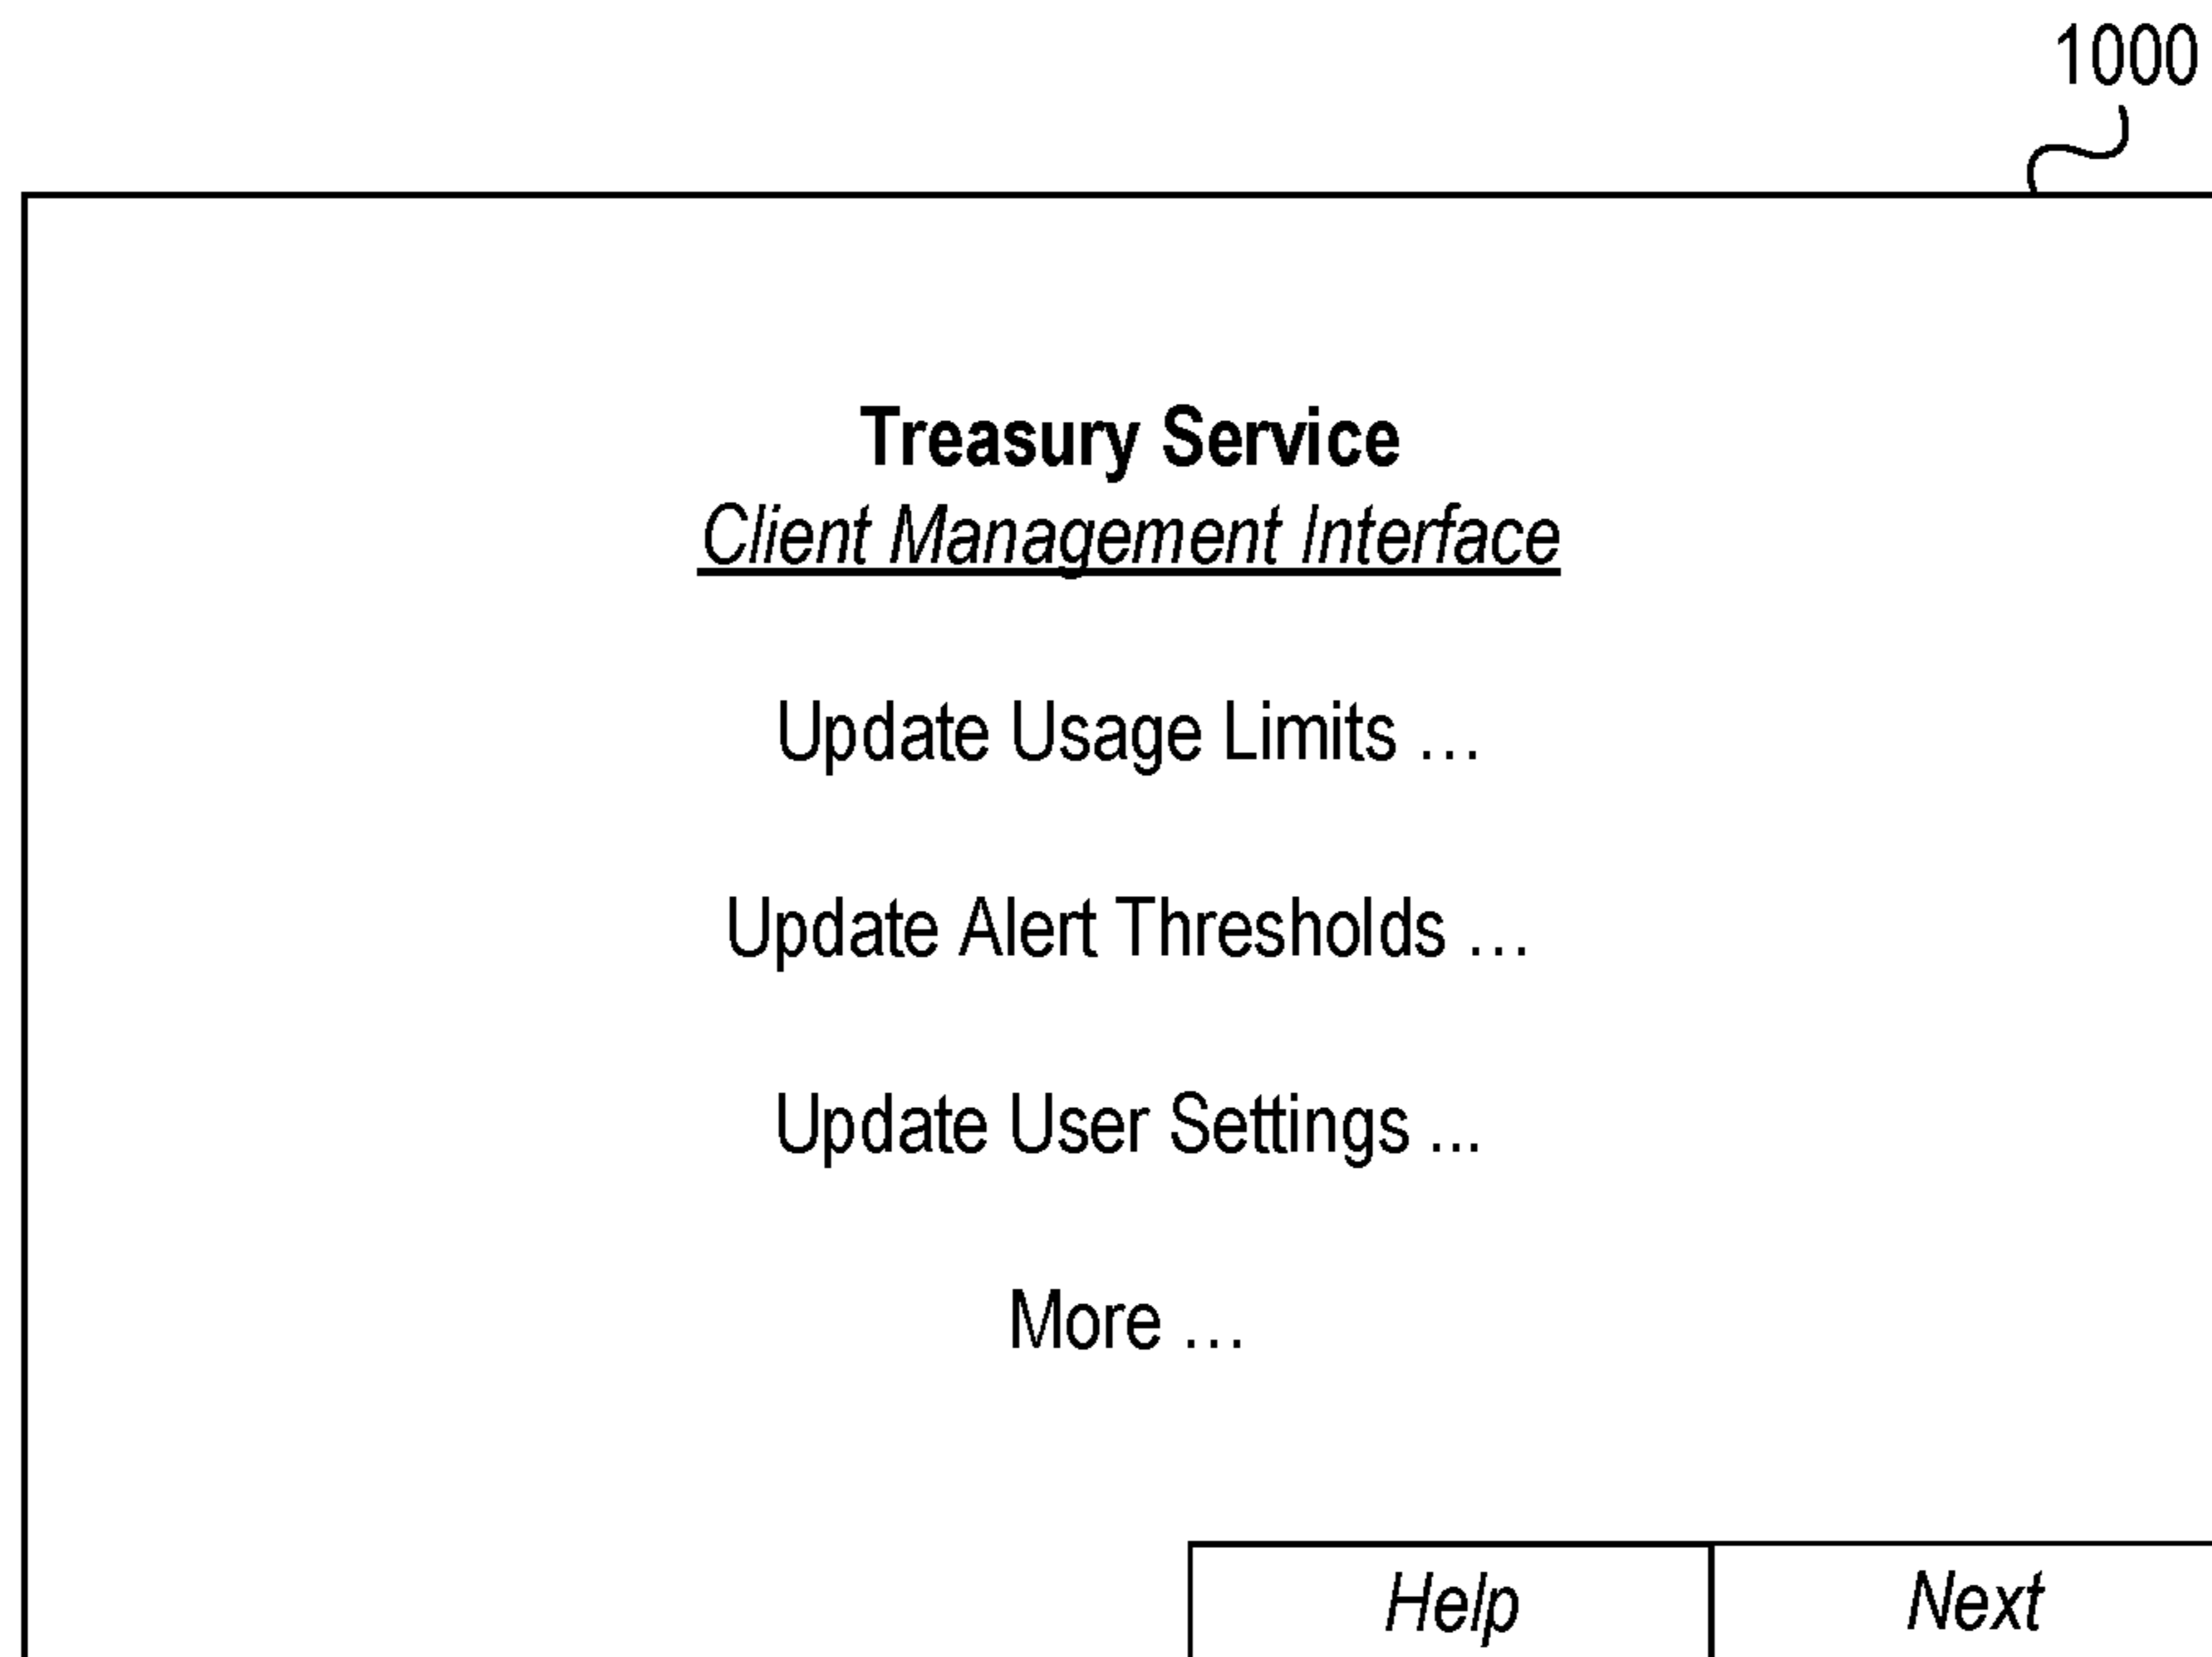 1000
Treasury Service
Client Management Interface
Update Usage Limits …
Update Alert Thresholds …
Update User Settings ...
More …
Help
Next